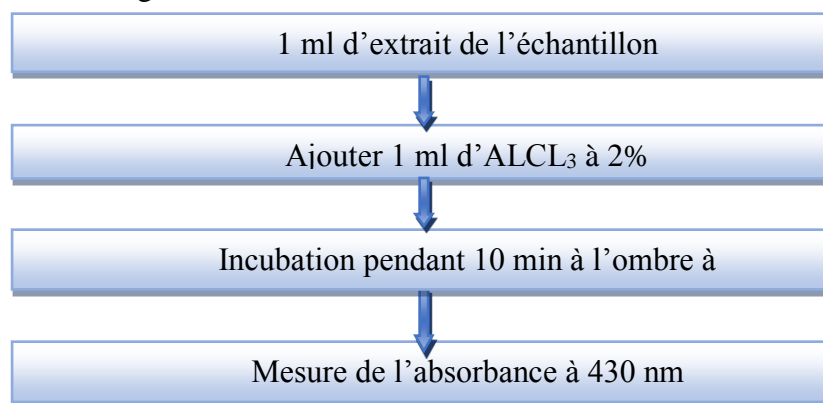 1 ml d’extrait de l’échantillon
Ajouter 1 ml d’ALCL₃ à 2%
Incubation pendant 10 min à l’ombre à
Mesure de l’absorbance à 430 nm